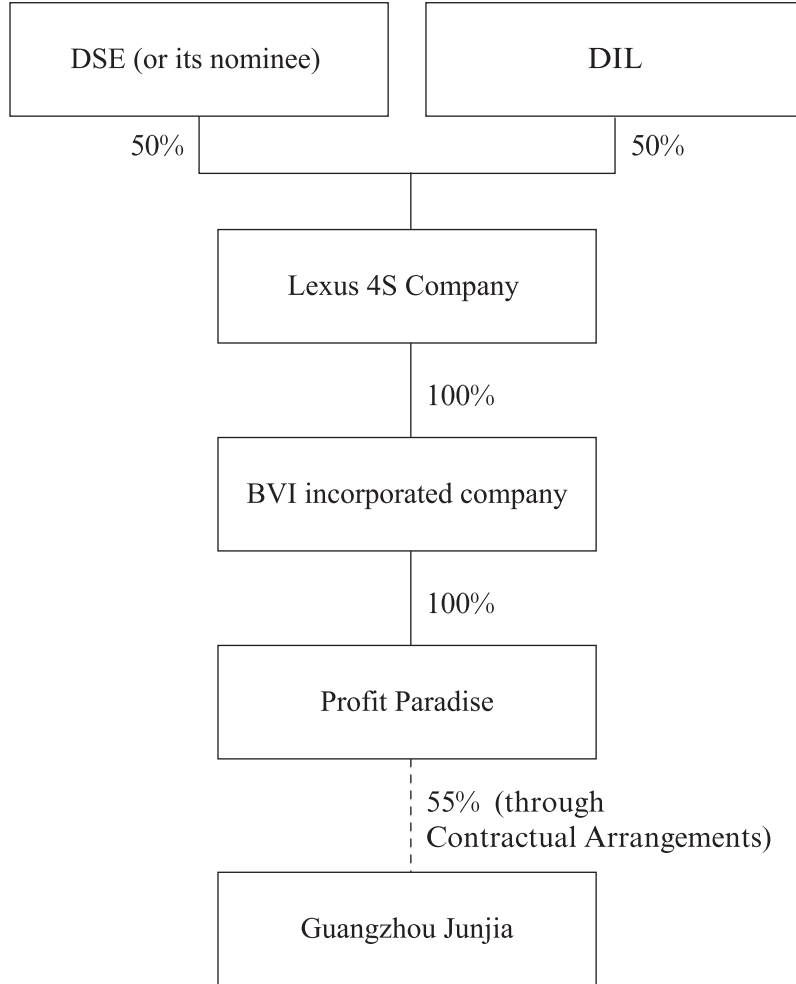 DSE (or its nominee)
DIL
50%
50%
Lexus 4S Company
100%
BVI incorporated company
100%
Profit Paradise
55% (through
Contractual Arrangements)
Guangzhou Junjia